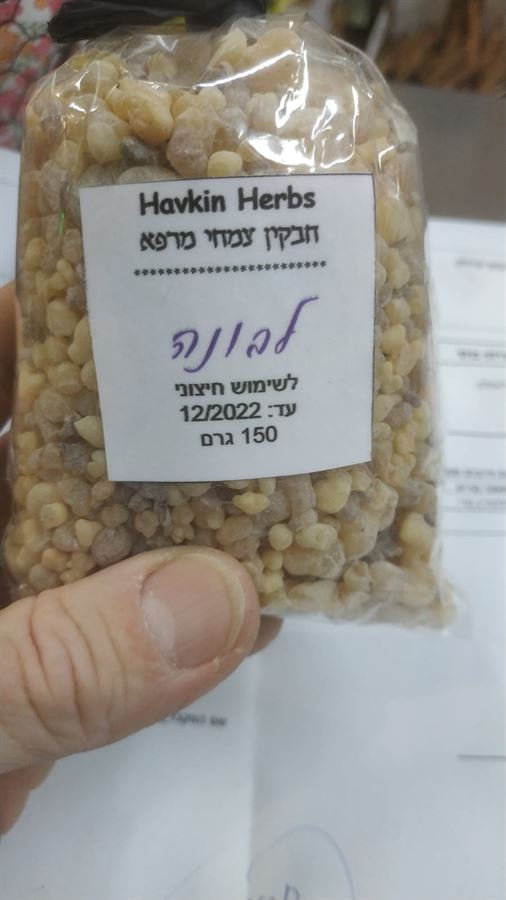 Havkin Herbs
חבקין צמחי מרפא
************************
לבונה
לשימוש חיצוני
עד: 12/2022
150 גרם